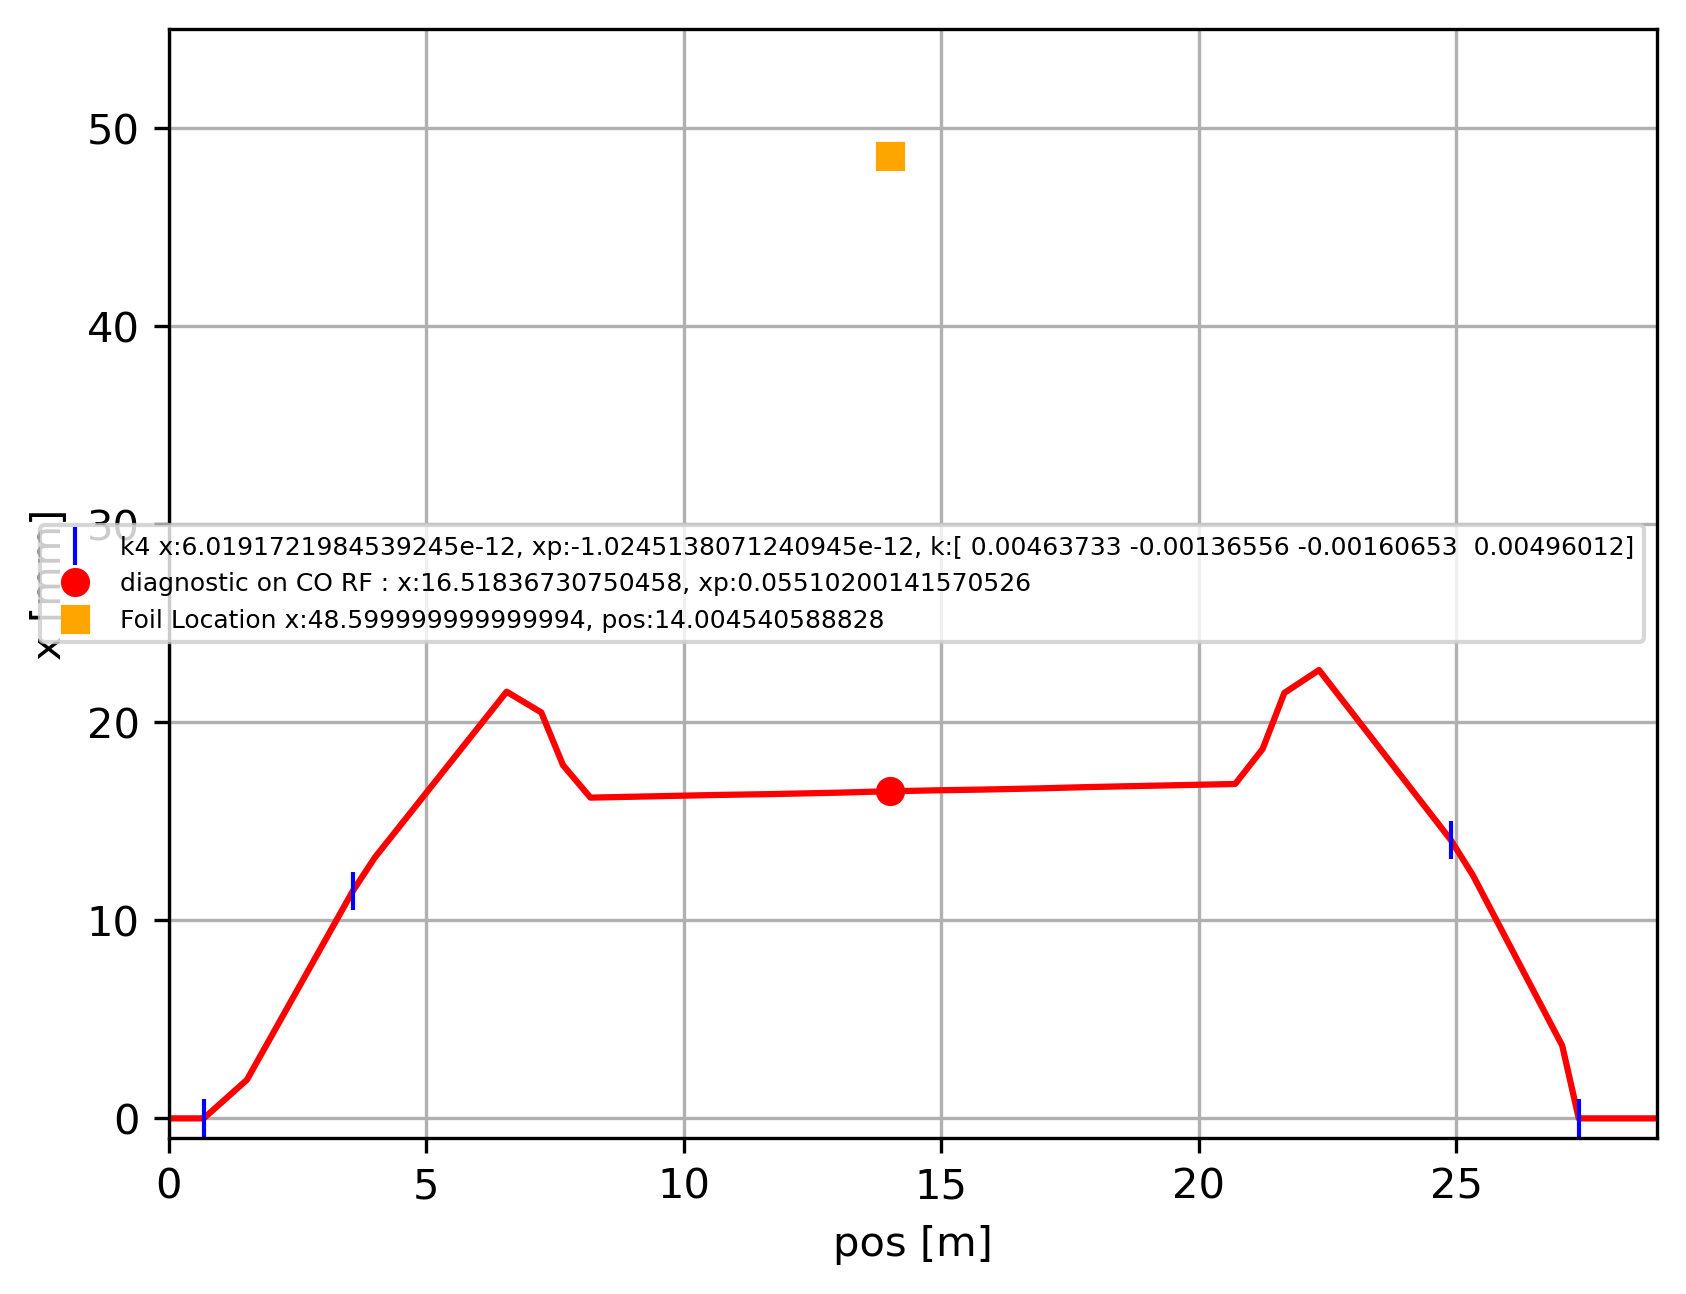 50
40
30
k4 x:6.0191721984539245e-12, xp:-1.0245138071240945e-12, k:[ 0.00463733 -0.00136556 -0.00160653  0.00496012]
diagnostic on CO RF : x:16.51836730750458, xp:0.05510200141570526
Foil Location x:48.599999999999994, pos:14.004540588828
x [mm]
20
10
0
0 5 10 15 20 25
pos [m]